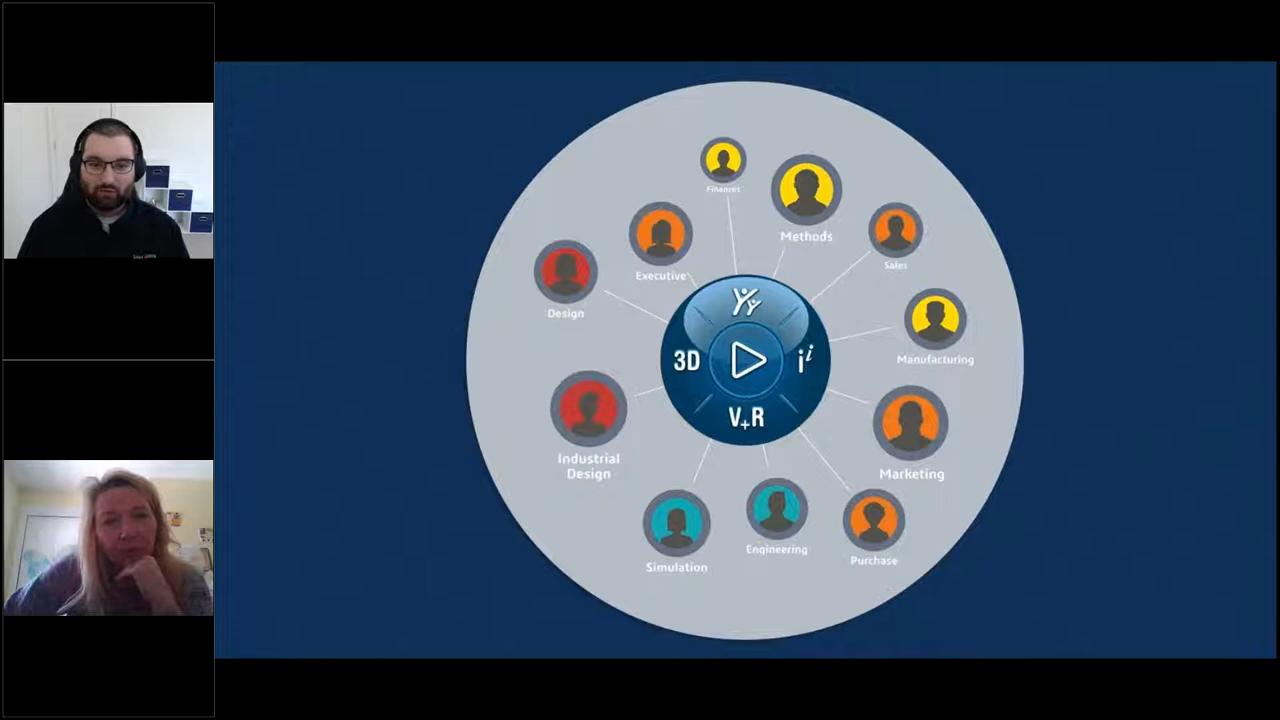 Finances
Methods
Sales
Executive
Design
Manufacturing
3D
i i
V+R
Industrial
Design
Marketing
Simulation
Engineering
Purchase